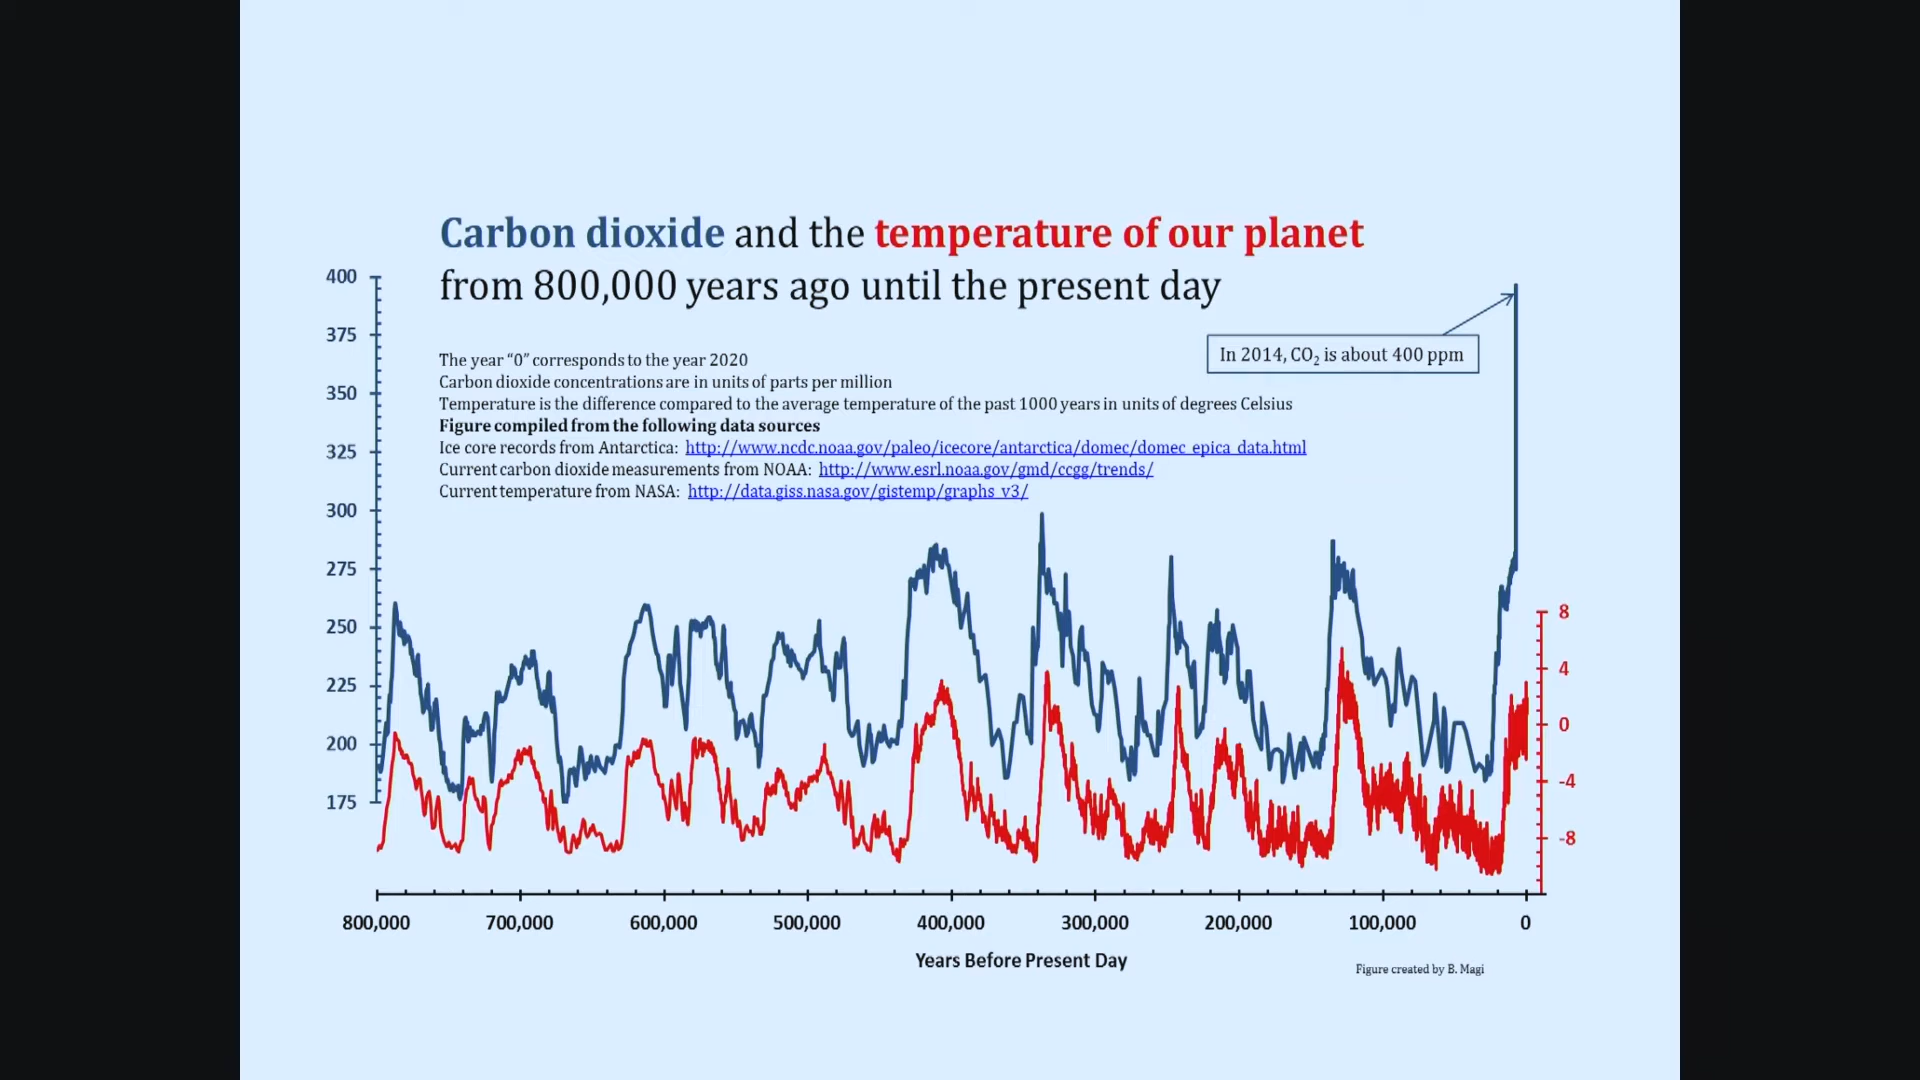 Carbon dioxide and the temperature of our planet
from 800,000 years ago until the present day
The year “0” corresponds to the year 2020
Carbon dioxide concentrations are in units of parts per million
Temperature is the difference compared to the average temperature of the past 1000 years in units of degrees Celsius
Figure compiled from the following data sources
Ice core records from Antarctica: http://www.ncdc.noaa.gov/paleo/icecore/antarctica/domec/domec_epica_data.html
Current carbon dioxide measurements from NOAA: http://www.esrl.noaa.gov/gmd/ccgg/trends/
Current temperature from NASA: http://data.giss.nasa.gov/gistemp/graphs_v3/
In 2014, CO₂ is about 400 ppm
400
375
350
325
300
275
250
225
200
175
8
4
0
-4
-8
800,000 700,000 600,000 500,000 400,000 300,000 200,000 100,000 0
Years Before Present Day
Figure created by B. Magi